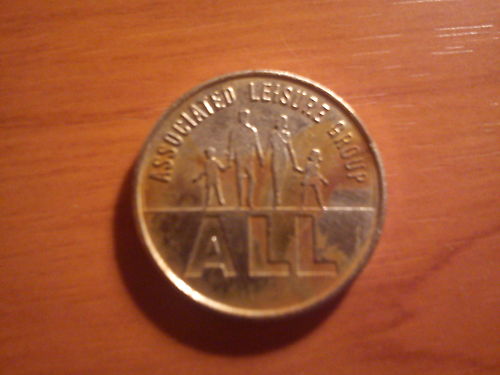 ASSOCIATED LEISURE GROUP
ALL